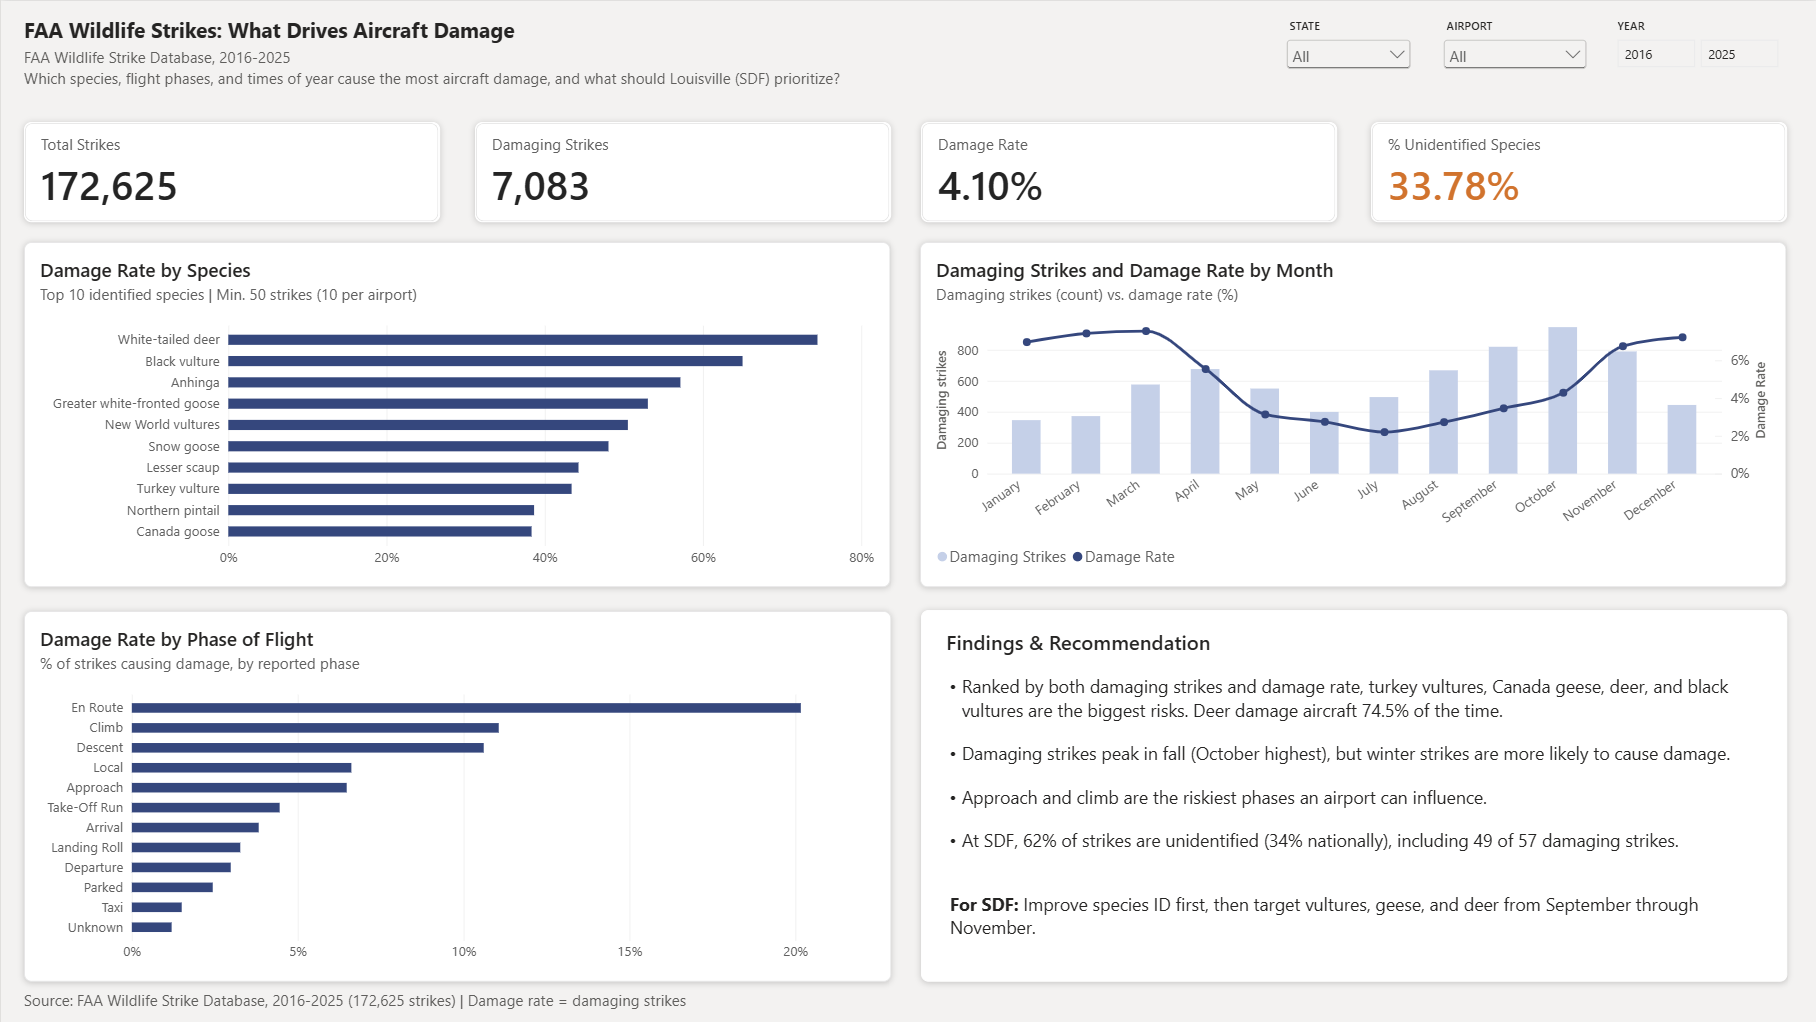 FAA Wildlife Strikes: What Drives Aircraft Damage
FAA Wildlife Strike Database, 2016-2025
Which species, flight phases, and times of year cause the most aircraft damage, and what should Louisville (SDF) prioritize?
STATE
All
AIRPORT
All
YEAR
2016
2025
Total Strikes
172,625
Damaging Strikes
7,083
Damage Rate
4.10%
% Unidentified Species
33.78%
Damage Rate by Species
Top 10 identified species | Min. 50 strikes (10 per airport)
White-tailed deer
Black vulture
Anhinga
Greater white-fronted goose
New World vultures
Snow goose
Lesser scaup
Turkey vulture
Northern pintail
Canada goose
0%
20%
40%
60%
80%
Damaging Strikes and Damage Rate by Month
Damaging strikes (count) vs. damage rate (%)
Damaging strikes
800
600
400
200
0
6%
4%
2%
0%
Damage Rate
January
February
March
April
May
June
July
August
September
October
November
December
Damaging Strikes
Damage Rate
Damage Rate by Phase of Flight
% of strikes causing damage, by reported phase
En Route
Climb
Descent
Local
Approach
Take-Off Run
Arrival
Landing Roll
Departure
Parked
Taxi
Unknown
0%
5%
10%
15%
20%
Findings & Recommendation
• Ranked by both damaging strikes and damage rate, turkey vultures, Canada geese, deer, and black
vultures are the biggest risks. Deer damage aircraft 74.5% of the time.
• Damaging strikes peak in fall (October highest), but winter strikes are more likely to cause damage.
• Approach and climb are the riskiest phases an airport can influence.
• At SDF, 62% of strikes are unidentified (34% nationally), including 49 of 57 damaging strikes.
For SDF: Improve species ID first, then target vultures, geese, and deer from September through
November.
Source: FAA Wildlife Strike Database, 2016-2025 (172,625 strikes) | Damage rate = damaging strikes